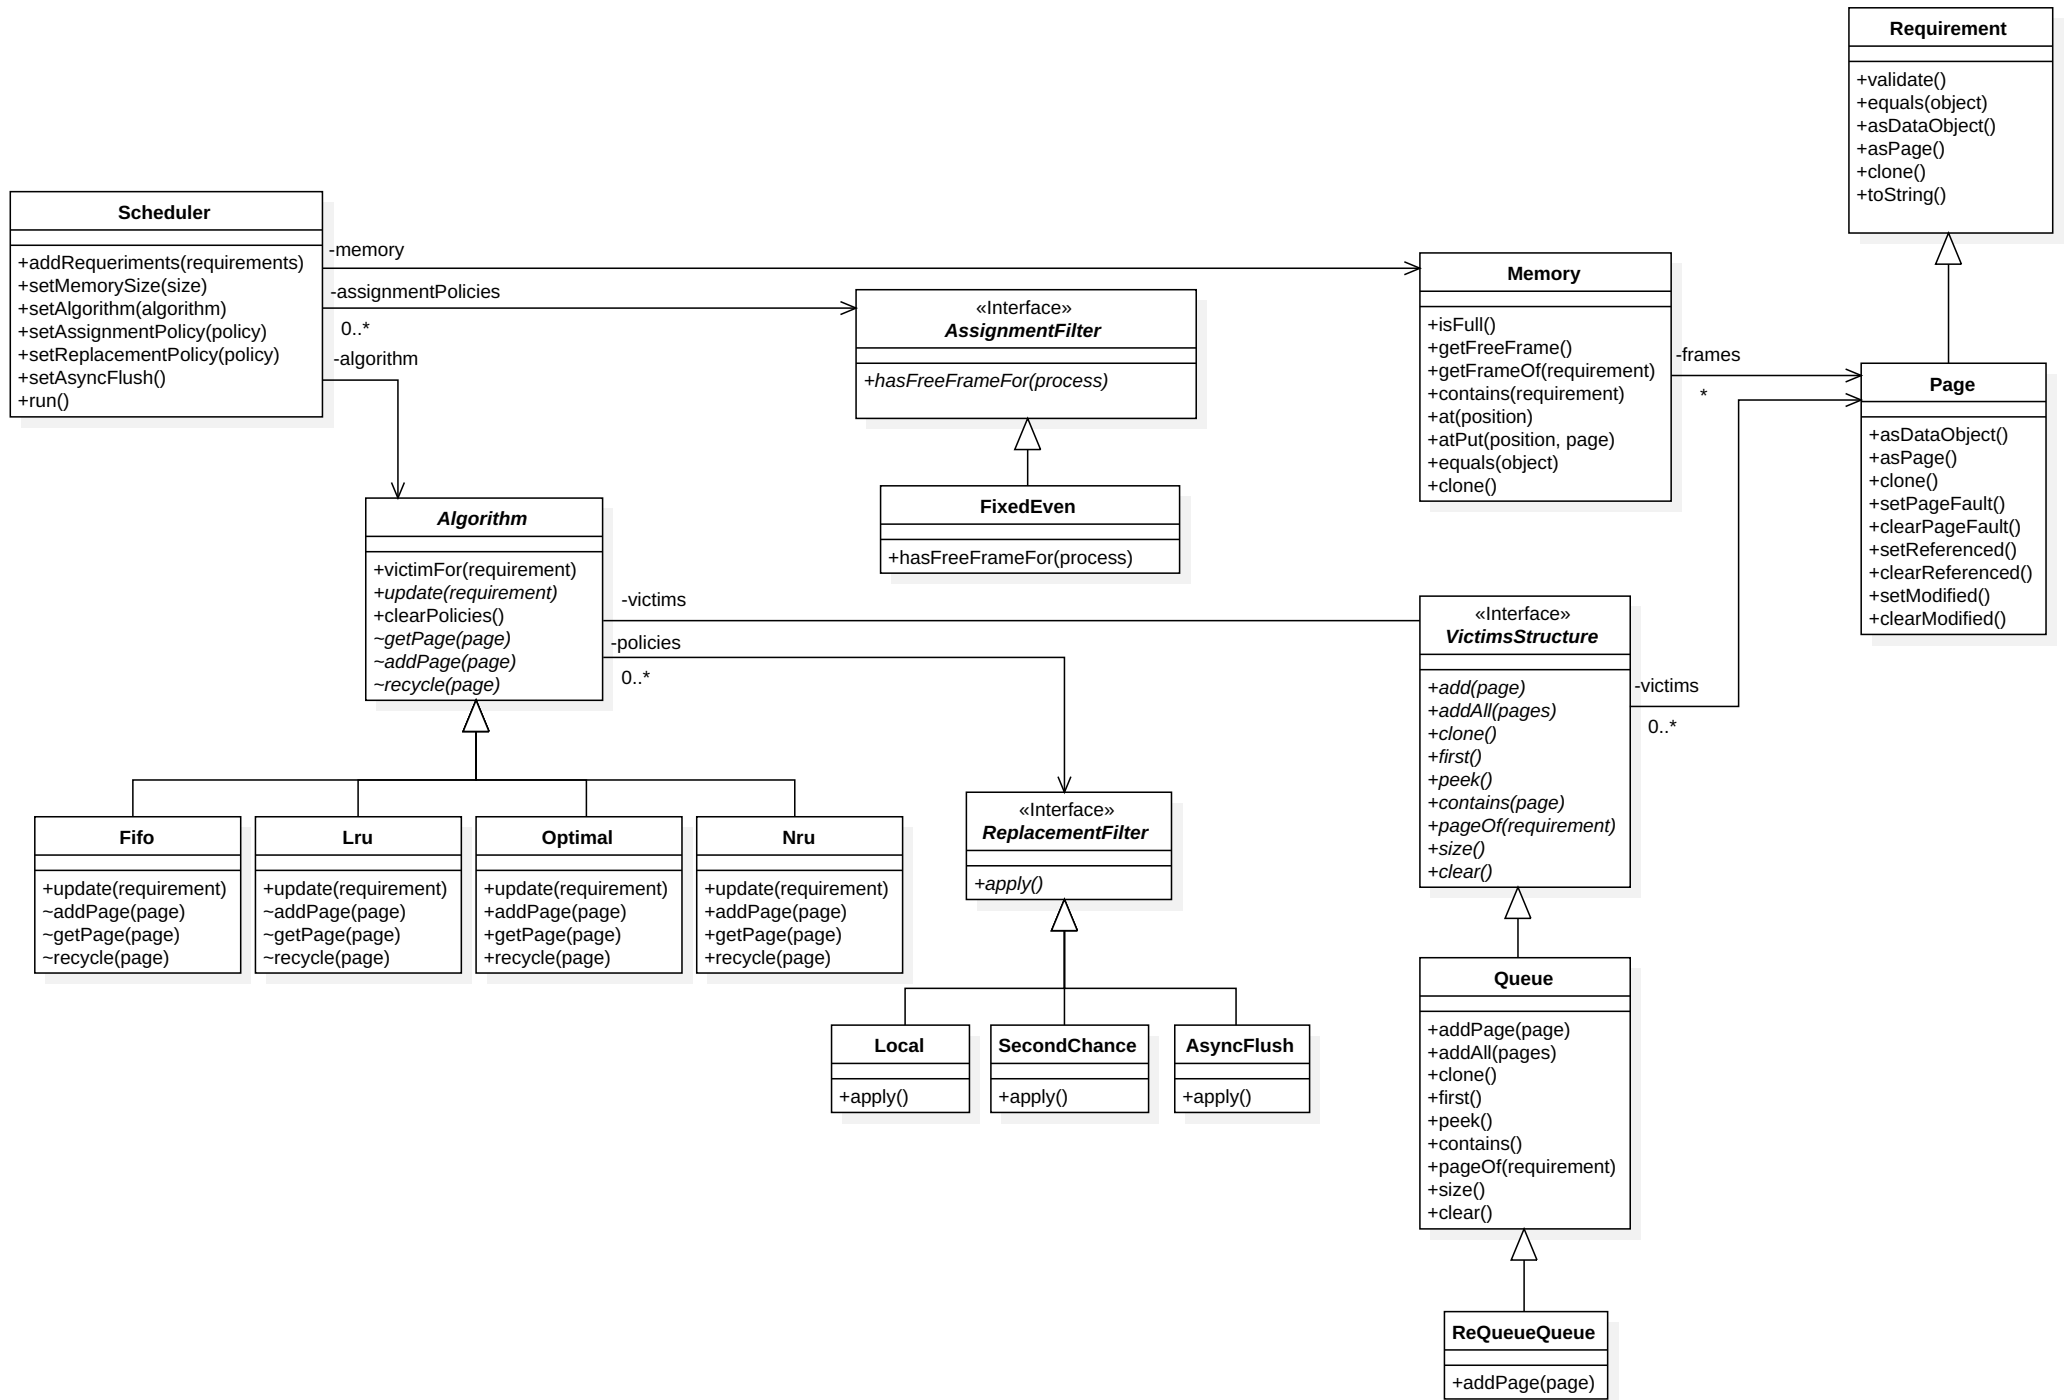 Requirement
+validate()
+equals(object)
+asDataObject()
+asPage()
+clone()
+toString()
Scheduler
+addRequeriments(requirements)
+setMemorySize(size)
+setAlgorithm(algorithm)
+setAssignmentPolicy(policy)
+setReplacementPolicy(policy)
+setAsyncFlush()
+run()
-memory
-assignmentPolicies
0..*
-algorithm
«Interface»
AssignmentFilter
+hasFreeFrameFor(process)
FixedEven
+hasFreeFrameFor(process)
Memory
+isFull()
+getFreeFrame()
+getFrameOf(requirement)
+contains(requirement)
+at(position)
+atPut(position, page)
+equals(object)
+clone()
-frames
*
Page
+asDataObject()
+asPage()
+clone()
+setPageFault()
+clearPageFault()
+setReferenced()
+clearReferenced()
+setModified()
+clearModified()
Algorithm
+victimFor(requirement)
+update(requirement)
+clearPolicies()
~getPage(page)
~addPage(page)
~recycle(page)
-victims
-policies
0..*
«Interface»
VictimsStructure
+add(page)
+addAll(pages)
+clone()
+first()
+peek()
+contains(page)
+pageOf(requirement)
+size()
+clear()
-victims
0..*
Fifo
+update(requirement)
~addPage(page)
~getPage(page)
~recycle(page)
Lru
+update(requirement)
~addPage(page)
~getPage(page)
~recycle(page)
Optimal
+update(requirement)
+addPage(page)
+getPage(page)
+recycle(page)
Nru
+update(requirement)
+addPage(page)
+getPage(page)
+recycle(page)
«Interface»
ReplacementFilter
+apply()
Local
+apply()
SecondChance
+apply()
AsyncFlush
+apply()
Queue
+addPage(page)
+addAll(pages)
+clone()
+first()
+peek()
+contains()
+pageOf(requirement)
+size()
+clear()
ReQueueQueue
+addPage(page)